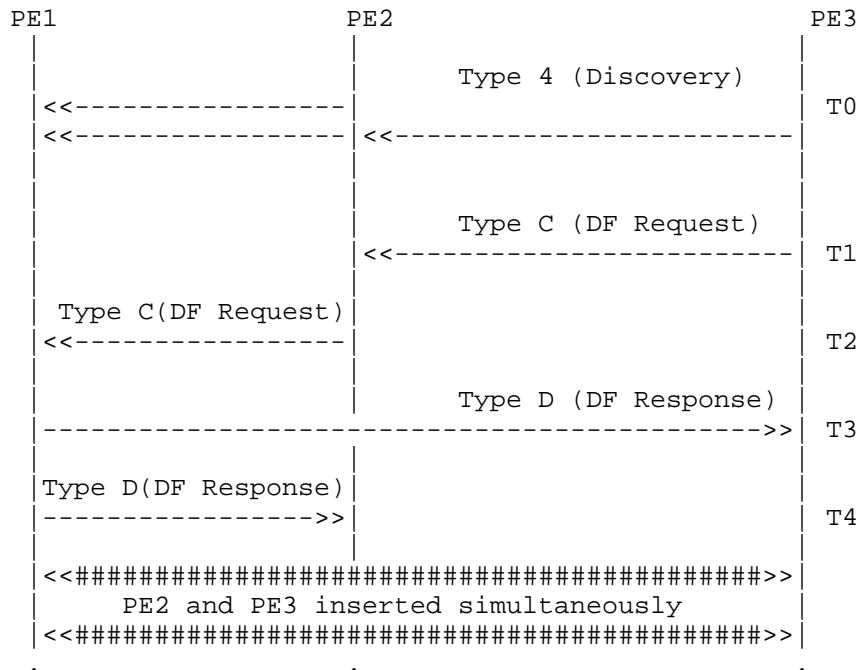 PE1 PE2 PE3
Type 4 (Discovery)
<<----------------- T0
<<----------------- <<-------------------------
Type C (DF Request)
<<------------------------- T1
Type C(DF Request)
<<----------------- T2
Type D (DF Response)
--------------------------------------------->> T3
Type D(DF Response)
----------------->> T4
<<###########################################>>
PE2 and PE3 inserted simultaneously
<<###########################################>>